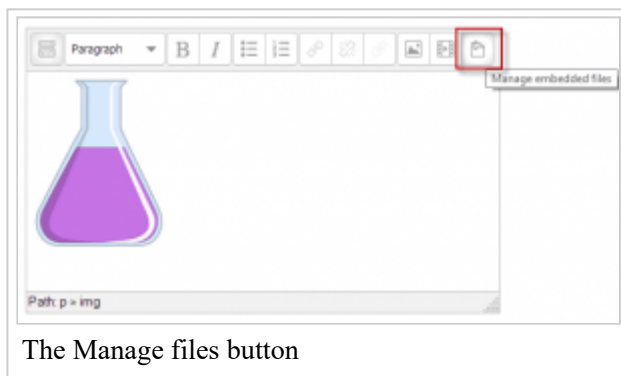 Paragraph
B I
Manage embedded files
Path: p » img
The Manage files button